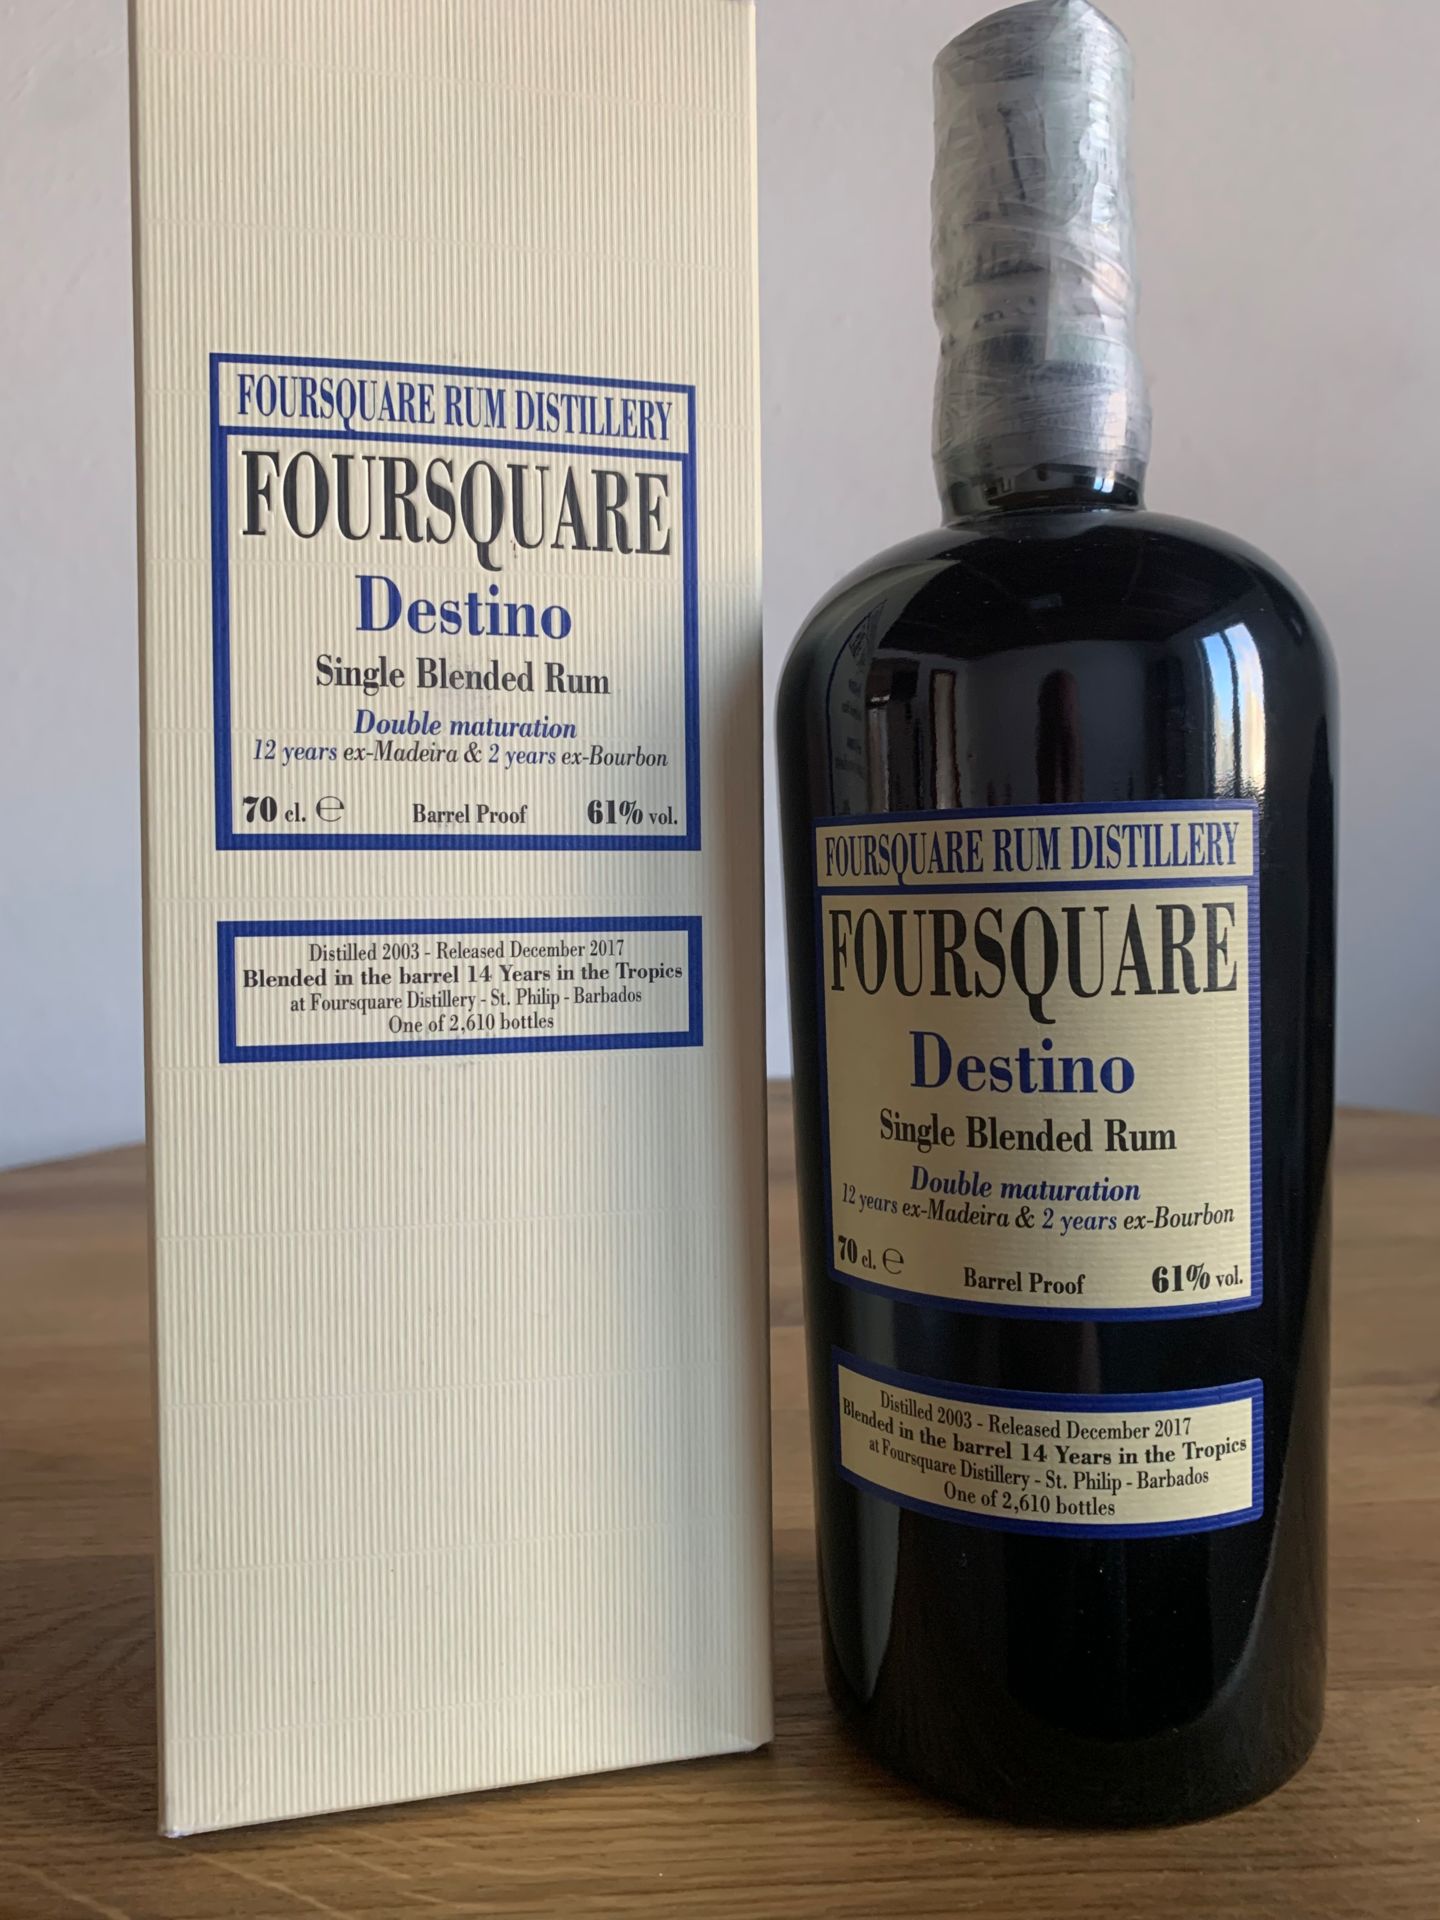 FOURSQUARE RUM DISTILLERY
FOURSQUARE
Destino
Single Blended Rum
Double maturation
12 years ex-Madeira & 2 years ex-Bourbon
70 cl. ℮ Barrel Proof 61% vol.
Distilled 2003 - Released December 2017
Blended in the barrel 14 Years in the Tropics
at Foursquare Distillery - St. Philip - Barbados
One of 2,610 bottles
FOURSQUARE RUM DISTILLERY
FOURSQUARE
Destino
Single Blended Rum
Double maturation
12 years ex-Madeira & 2 years ex-Bourbon
70 cl. ℮ Barrel Proof 61% vol.
Distilled 2003 - Released December 2017
Blended in the barrel 14 Years in the Tropics
at Foursquare Distillery - St. Philip - Barbados
One of 2,610 bottles